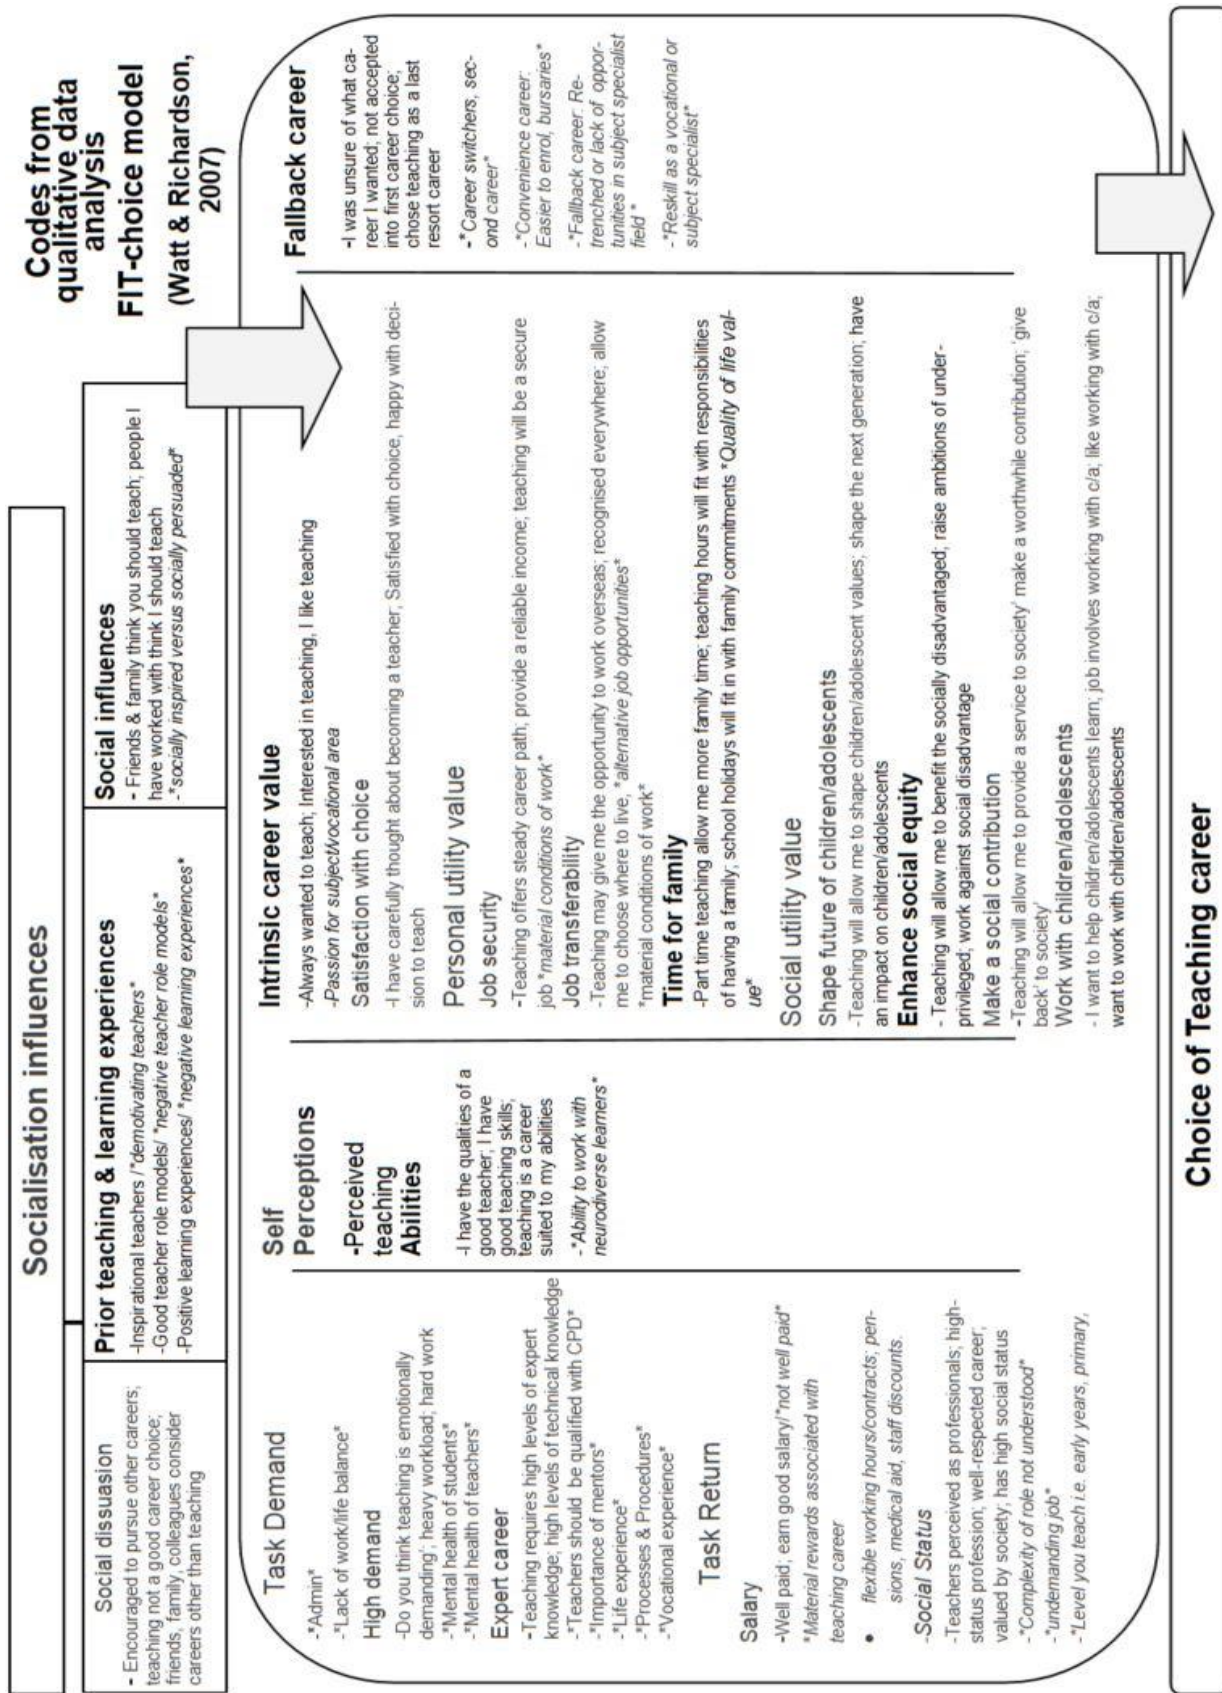 Codes from
qualitative data
analysis
FIT-choice model
(Watt & Richardson,
2007)
Socialisation influences
Social dissuasion
- Encouraged to pursue other careers;
teaching not a good career choice;
friends, family, colleagues consider
careers other than teaching
Prior teaching & learning experiences
-Inspirational teachers /*demotivating teachers*
-Good teacher role models/ *negative teacher role models*
-Positive learning experiences/ *negative learning experiences*
Social influences
- Friends & family think you should teach; people I
have worked with think I should teach
-*socially inspired versus socially persuaded*
Task Demand
-*Admin*
-*Lack of work/life balance*
High demand
-Do you think teaching is emotionally
demanding'; heavy workload; hard work
-*Mental health of students*
-*Mental health of teachers*
Expert career
-Teaching requires high levels of expert
knowledge; high levels of technical knowledge
-*Teachers should be qualified with CPD*
-*Importance of mentors*
-*Life experience*
-*Processes & Procedures*
-*Vocational experience*
Task Return
Salary
-Well paid; earn good salary/*not well paid*
*Material rewards associated with
teaching career
• flexible working hours/contracts; pen-
sions, medical aid, staff discounts.
-Social Status
-Teachers perceived as professionals; high-
status profession; well-respected career;
valued by society; has high social status
-*Complexity of role not understood*
-*undemanding job*
-*Level you teach i.e. early years, primary,
Self
Perceptions
-Perceived
teaching
Abilities
-I have the qualities of a
good teacher; I have
good teaching skills;
teaching is a career
suited to my abilities
-*Ability to work with
neurodiverse learners*
Intrinsic career value
-Always wanted to teach; Interested in teaching, I like teaching
-Passion for subject/vocational area
Satisfaction with choice
-I have carefully thought about becoming a teacher; Satisfied with choice, happy with deci-
sion to teach
Personal utility value
Job security
-Teaching offers steady career path, provide a reliable income; teaching will be a secure
job *material conditions of work*
Job transferability
-Teaching may give me the opportunity to work overseas; recognised everywhere; allow
me to choose where to live, *alternative job opportunities*
*material conditions of work*
Time for family
-Part time teaching allow me more family time; teaching hours will fit with responsibilities
of having a family; school holidays will fit in with family commitments *Quality of life val-
ue*
Social utility value
Shape future of children/adolescents
-Teaching will allow me to shape children/adolescent values; shape the next generation; have
an impact on children/adolescents
Enhance social equity
- Teaching will allow me to benefit the socially disadvantaged; raise ambitions of under-
privileged; work against social disadvantage
Make a social contribution
-Teaching will allow me to provide a service to society' make a worthwhile contribution; 'give
back' to society'
Work with children/adolescents
- I want to help children/adolescents learn; job involves working with c/a; like working with c/a;
want to work with children/adolescents
Fallback career
-I was unsure of what ca-
reer I wanted; not accepted
into first career choice;
chose teaching as a last
resort career
-*Career switchers, sec-
ond career*
-*Convenience career:
Easier to enrol, bursaries*
-*Fallback career: Re-
trenched or lack of oppor-
tunities in subject specialist
field *
-*Reskill as a vocational or
subject specialist*
Choice of Teaching career